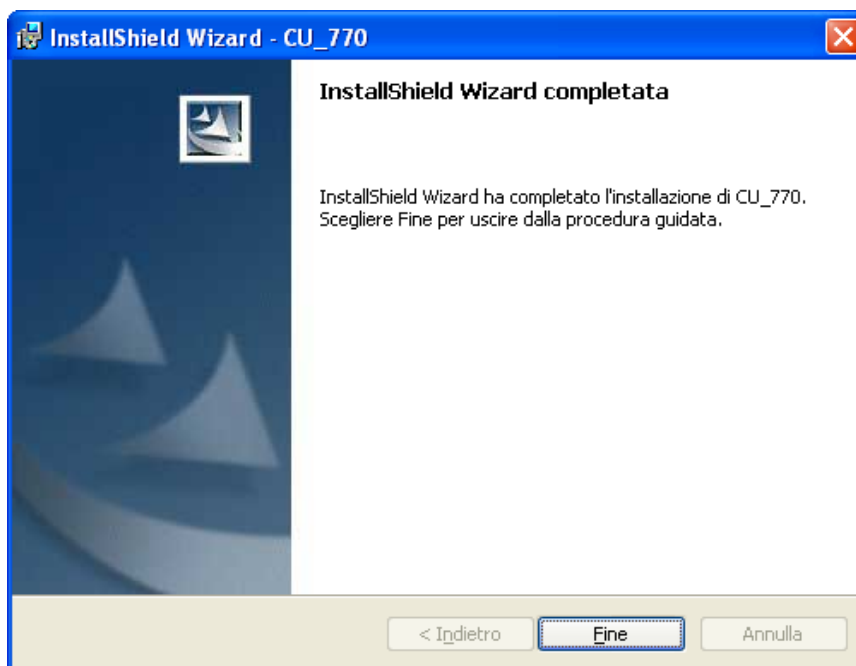 InstallShield Wizard - CU_770
InstallShield Wizard completata
InstallShield Wizard ha completato l'installazione di CU_770.
Scegliere Fine per uscire dalla procedura guidata.
< Indietro
Fine
Annulla